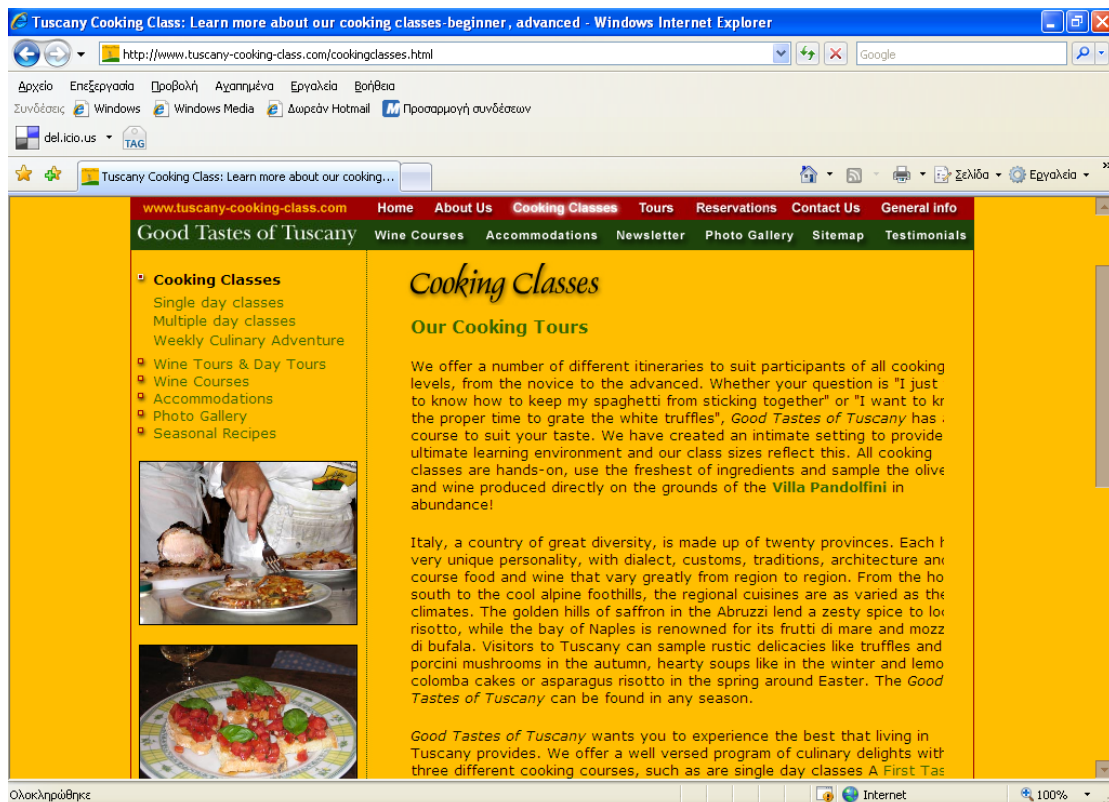 Tuscany Cooking Class: Learn more about our cooking classes-beginner, advanced - Windows Internet Explorer
http://www.tuscany-cooking-class.com/cookingclasses.html
Google
Αρχείο Επεξεργασία Προβολή Αγαπημένα Εργαλεία Βοήθεια
Συνδέσεις Windows Windows Media Δωρεάν Hotmail Προσαρμογή συνδέσεων
del.icio.us TAG
Tuscany Cooking Class: Learn more about our cooking...
Σελίδα Εργαλεία
www.tuscany-cooking-class.com Home About Us Cooking Classes Tours Reservations Contact Us General info
Good Tastes of Tuscany Wine Courses Accommodations Newsletter Photo Gallery Sitemap Testimonials
Cooking Classes
Single day classes
Multiple day classes
Weekly Culinary Adventure
Wine Tours & Day Tours
Wine Courses
Accommodations
Photo Gallery
Seasonal Recipes
Cooking Classes
Our Cooking Tours
We offer a number of different itineraries to suit participants of all cooking
levels, from the novice to the advanced. Whether your question is "I just
to know how to keep my spaghetti from sticking together" or "I want to
the proper time to grate the white truffles", Good Tastes of Tuscany has
course to suit your taste. We have created an intimate setting to provide
ultimate learning environment and our class sizes reflect this. All cooking
classes are hands-on, use the freshest of ingredients and sample the olive
and wine produced directly on the grounds of the Villa Pandolfini in
abundance!
Italy, a country of great diversity, is made up of twenty provinces. Each
very unique personality, with dialect, customs, traditions, architecture and
course food and wine that vary greatly from region to region. From the
south to the cool alpine foothills, the regional cuisines are as varied as the
climates. The golden hills of saffron in the Abruzzi lend a zesty spice to
risotto, while the bay of Naples is renowned for its frutti di mare and
di bufala. Visitors to Tuscany can sample rustic delicacies like truffles and
porcini mushrooms in the autumn, hearty soups like in the winter and
colomba cakes or asparagus risotto in the spring around Easter. The Good
Tastes of Tuscany can be found in any season.
Good Tastes of Tuscany wants you to experience the best that living in
Tuscany provides. We offer a well versed program of culinary delights with
three different cooking courses, such as are single day classes A First
Ολοκληρώθηκε Internet 100%